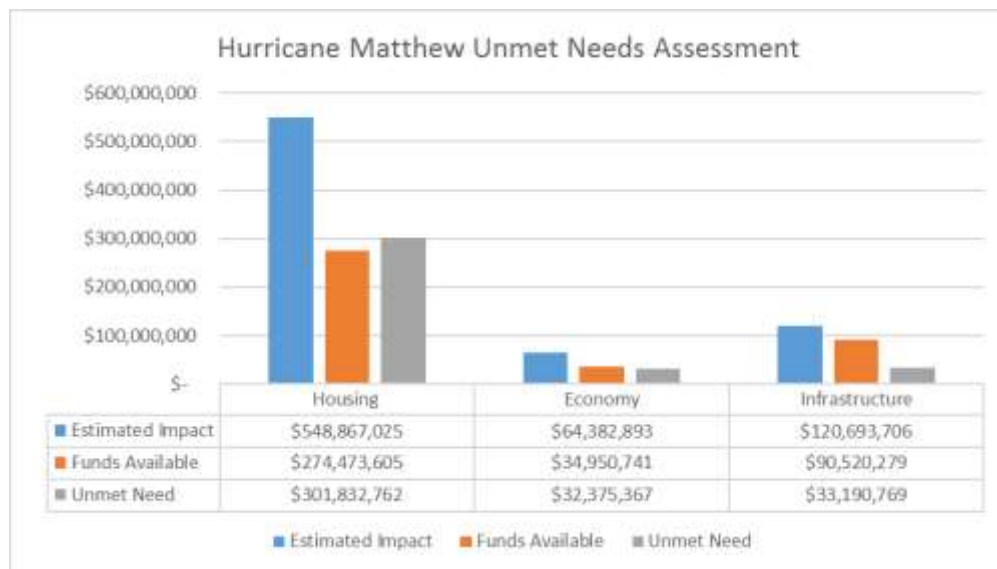 Hurricane Matthew Unmet Needs Assessment
$600,000,000
$500,000,000
$400,000,000
$300,000,000
$200,000,000
$100,000,000
$-
Housing Economy Infrastructure
Estimated Impact $548,867,025 $64,382,893 $120,693,706
Funds Available $274,473,605 $34,950,741 $90,520,279
Unmet Need $301,832,762 $32,375,367 $33,190,769
Estimated Impact Funds Available Unmet Need